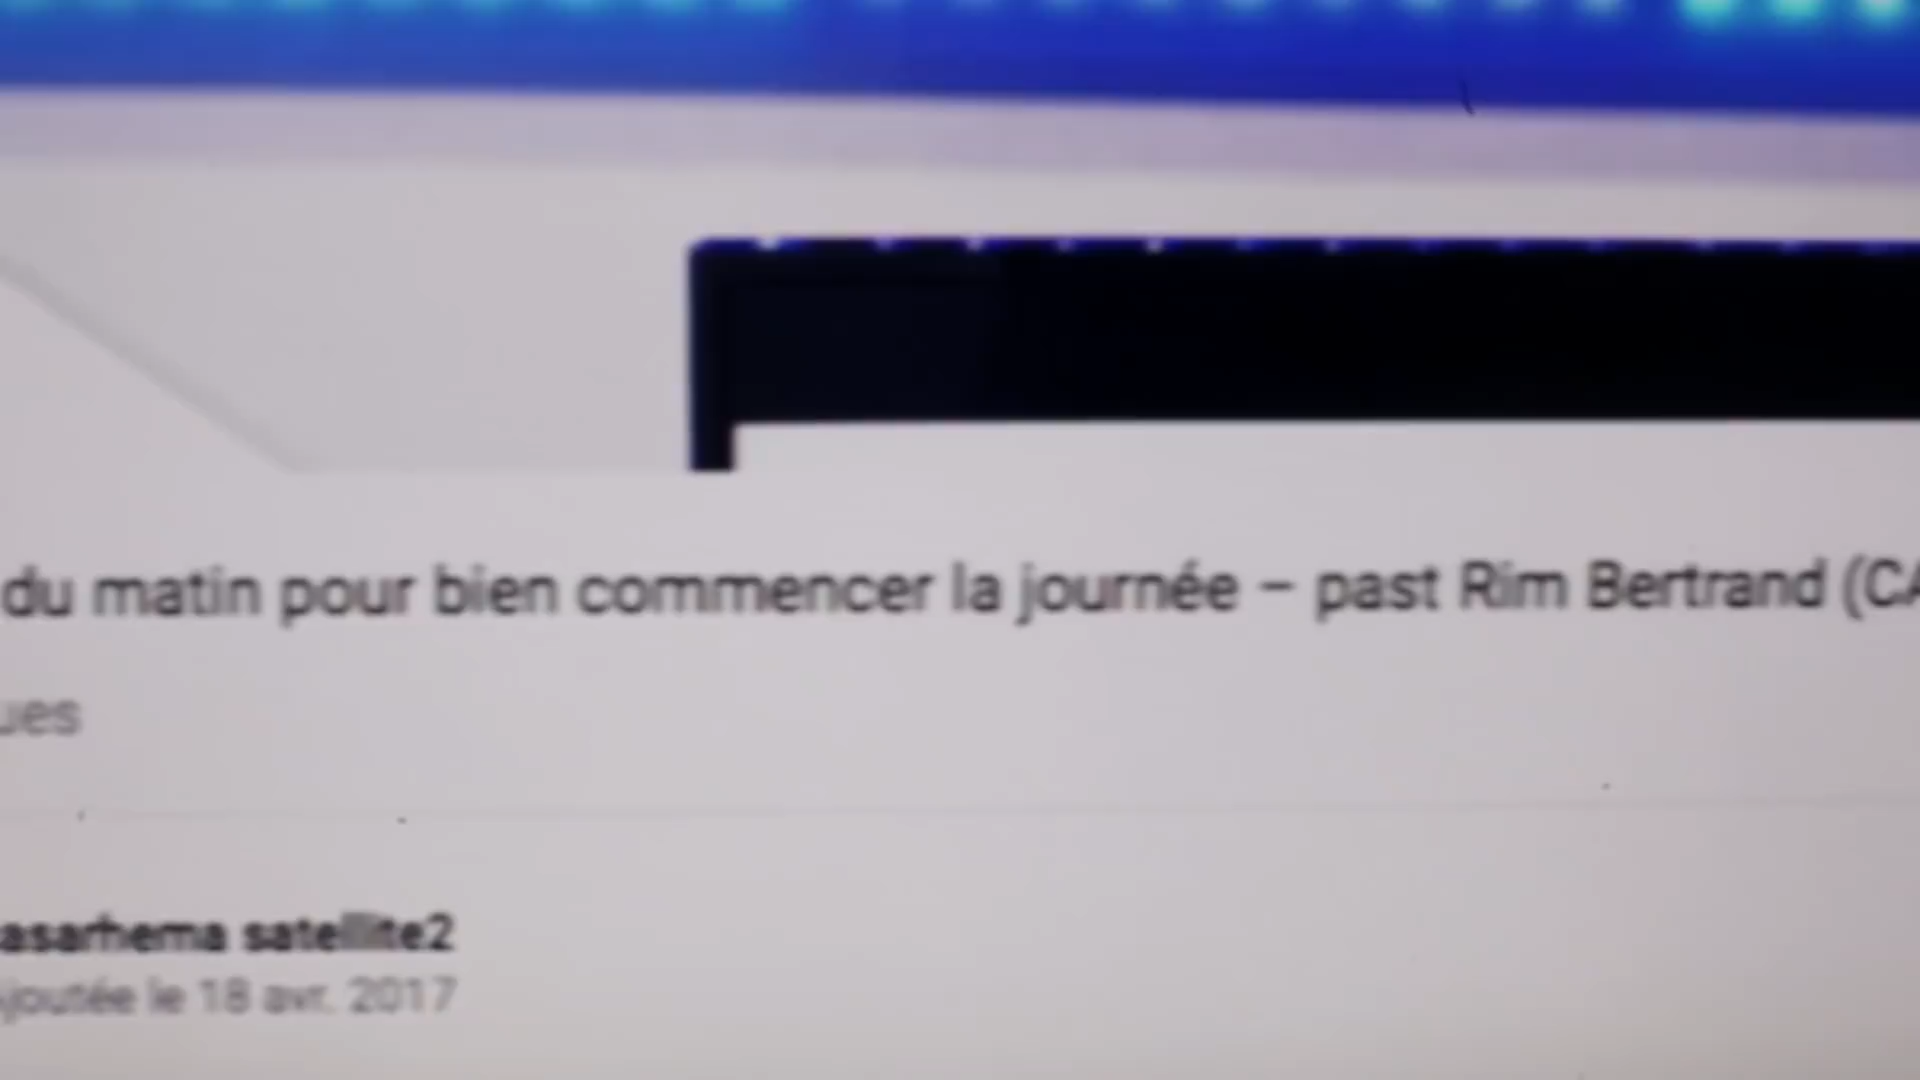 du matin pour bien commencer la journée – past Rim Bertrand (CA
ues
asarhema satellite2
joutée le 18 avr. 2017